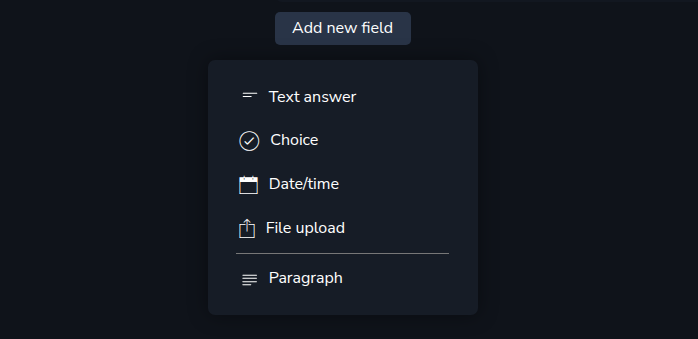 Add new field
Text answer
Choice
Date/time
File upload
Paragraph